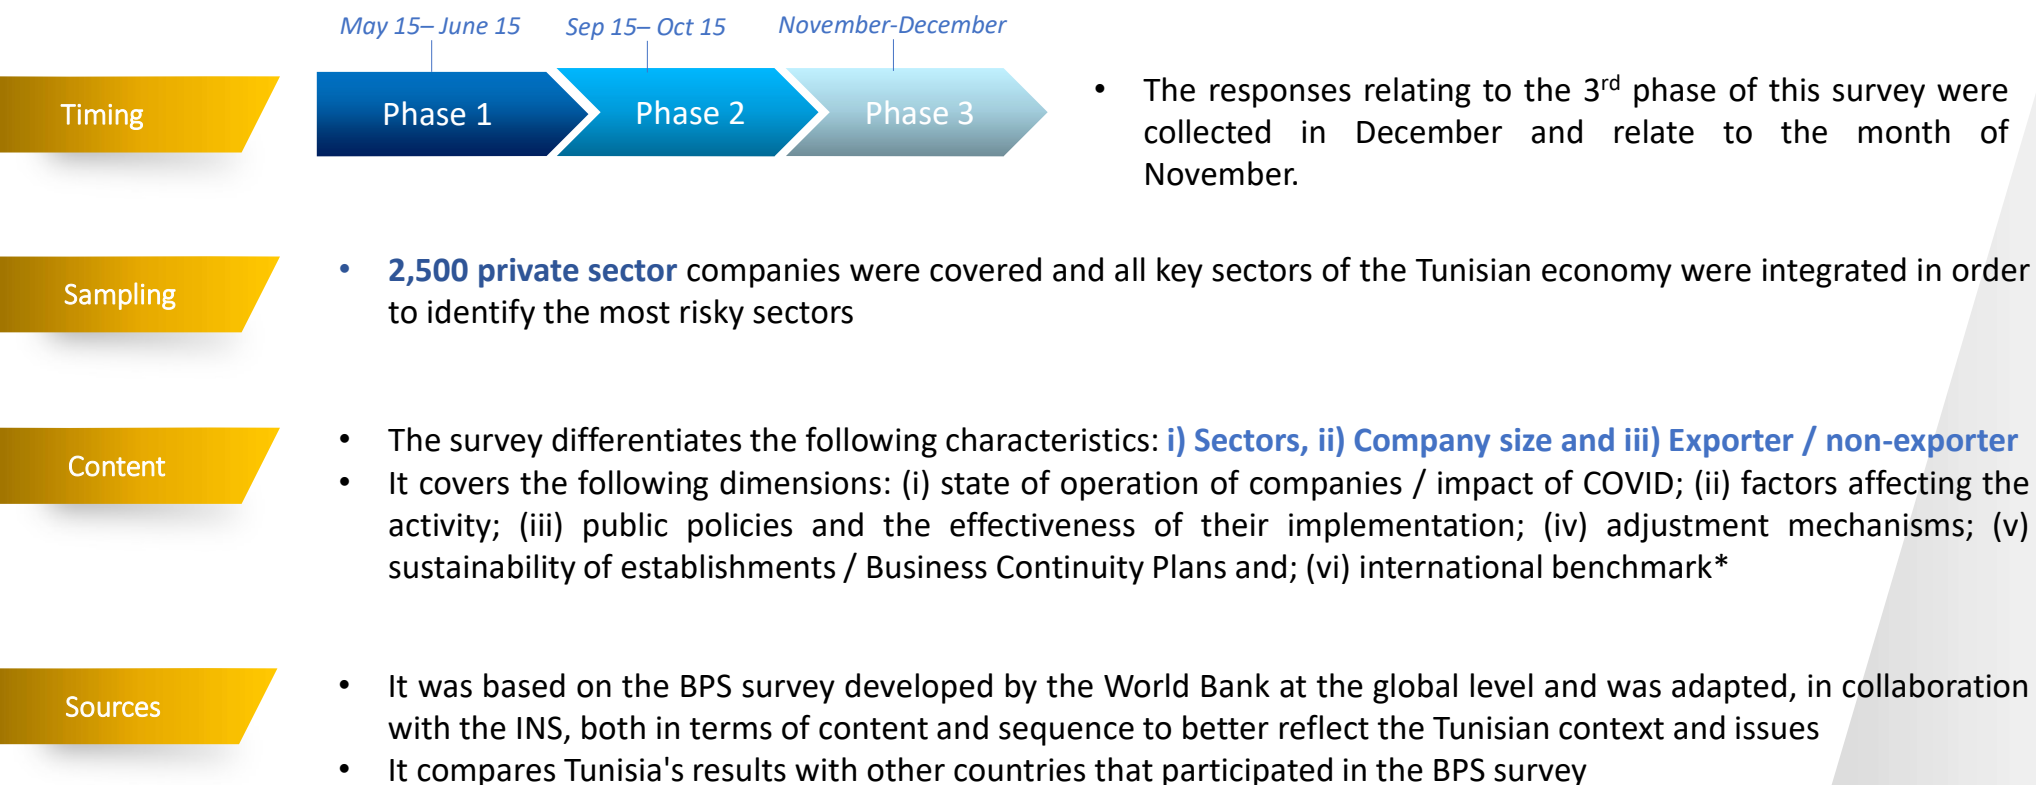 May 15– June 15
Sep 15– Oct 15
November-December
Timing
Phase 1
Phase 2
Phase 3
• The responses relating to the 3rd phase of this survey were
collected in December and relate to the month of
November.
Sampling
• 2,500 private sector companies were covered and all key sectors of the Tunisian economy were integrated in order
to identify the most risky sectors
Content
• The survey differentiates the following characteristics: i) Sectors, ii) Company size and iii) Exporter / non-exporter
• It covers the following dimensions: (i) state of operation of companies / impact of COVID; (ii) factors affecting the
activity; (iii) public policies and the effectiveness of their implementation; (iv) adjustment mechanisms; (v)
sustainability of establishments / Business Continuity Plans and; (vi) international benchmark*
Sources
• It was based on the BPS survey developed by the World Bank at the global level and was adapted, in collaboration
with the INS, both in terms of content and sequence to better reflect the Tunisian context and issues
• It compares Tunisia's results with other countries that participated in the BPS survey